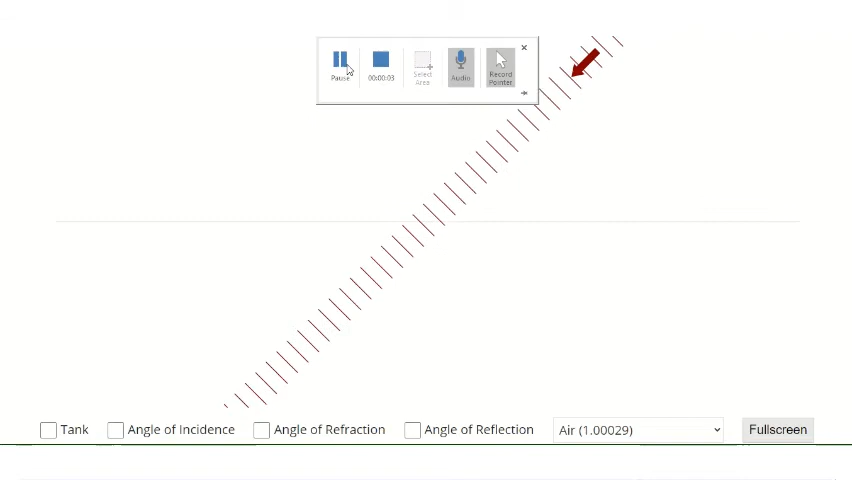 Pause
00:00:03
Select
Area
Audio
Record
Pointer
Tank
Angle of Incidence
Angle of Refraction
Angle of Reflection
Air (1.00029)
Fullscreen